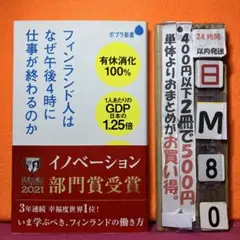 ポプラ新書
フィンランド人は
なぜ午後4時に
仕事が終わるのか
有休消化
100%
1人あたりの
GDP
日本の
1.25倍
2021
イノベーション
部門賞受賞
3年連続 幸福度世界1位!
いま学ぶべき、フィンランドの働き方
400円以下2冊で500円
単体よりおまとめがお買い得。
24時間
以内発送
日
M
8
0